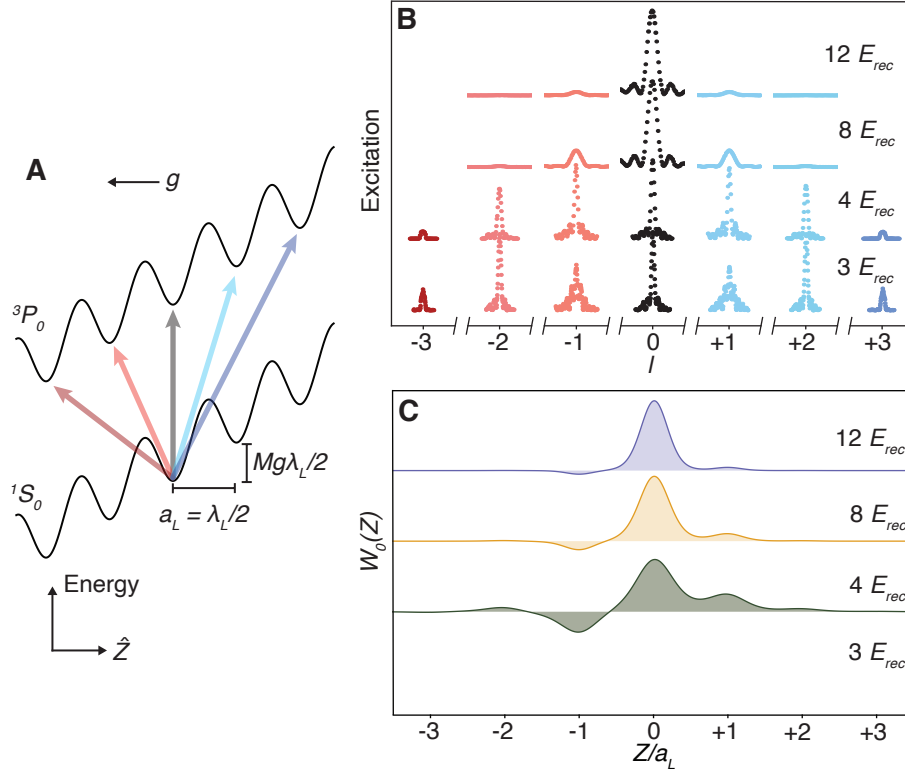 A
g
³P₀
¹S₀
Mgλ_L/2
a_L = λ_L/2
Energy
Ẑ
B
Excitation
12 E_rec
8 E_rec
4 E_rec
3 E_rec
-3 -2 -1 0 +1 +2 +3
l
C
W₀(Z)
12 E_rec
8 E_rec
4 E_rec
3 E_rec
-3 -2 -1 0 +1 +2 +3
Z/a_L